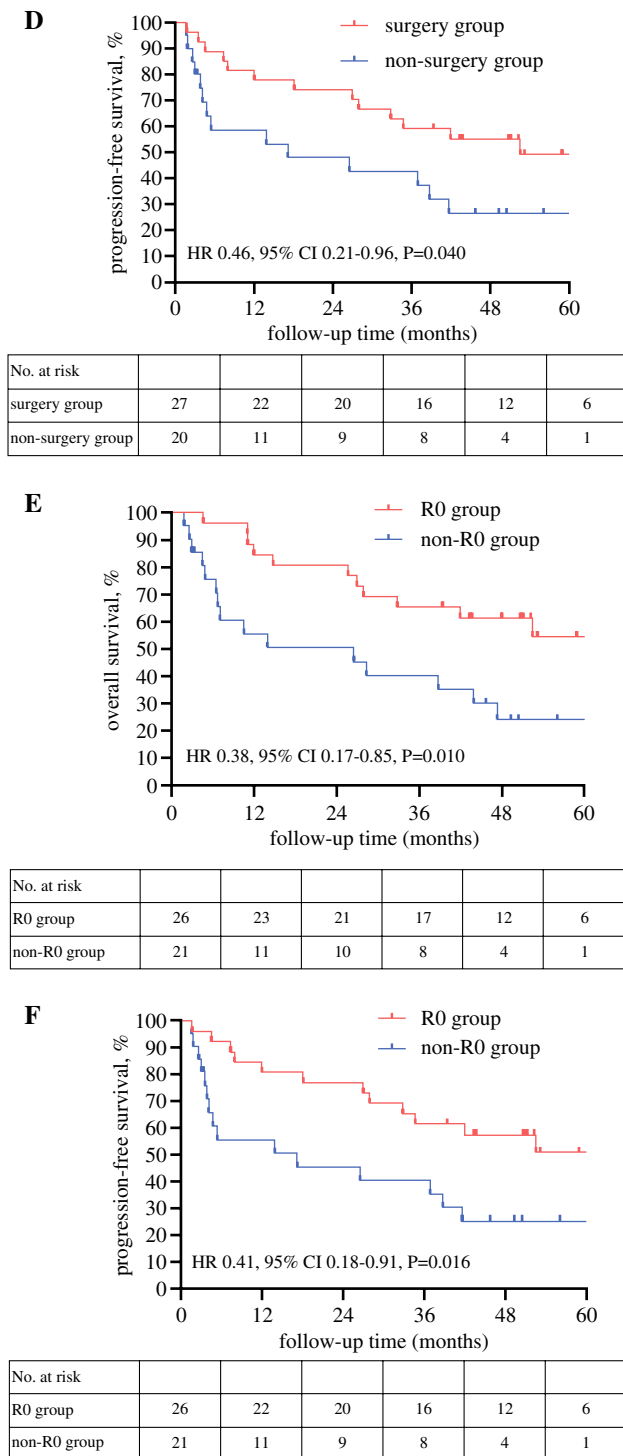 D
surgery group
non-surgery group
progression-free survival, %
100
90
80
70
60
50
40
30
20
10
0
HR 0.46, 95% CI 0.21-0.96, P=0.040
0 12 24 36 48 60
follow-up time (months)
No. at risk
surgery group 27 22 20 16 12 6
non-surgery group 20 11 9 8 4 1
E
R0 group
non-R0 group
overall survival, %
100
90
80
70
60
50
40
30
20
10
0
HR 0.38, 95% CI 0.17-0.85, P=0.010
0 12 24 36 48 60
follow-up time (months)
No. at risk
R0 group 26 23 21 17 12 6
non-R0 group 21 11 10 8 4 1
F
R0 group
non-R0 group
progression-free survival, %
100
90
80
70
60
50
40
30
20
10
0
HR 0.41, 95% CI 0.18-0.91, P=0.016
0 12 24 36 48 60
follow-up time (months)
No. at risk
R0 group 26 22 20 16 12 6
non-R0 group 21 11 9 8 4 1